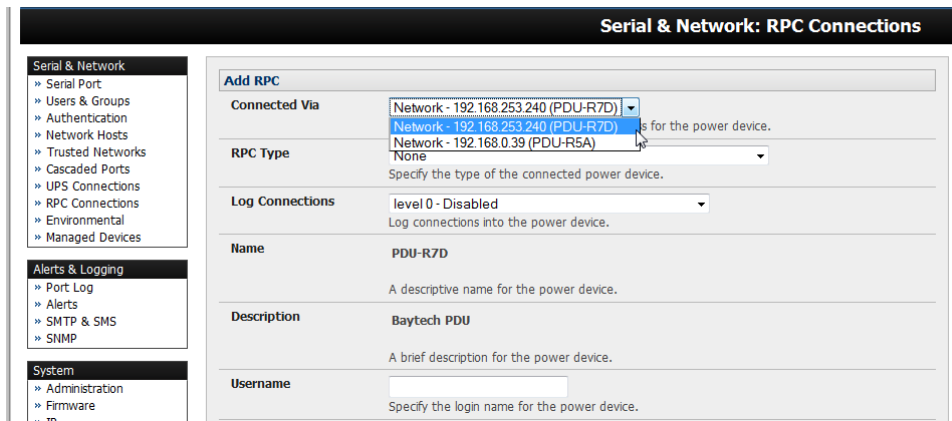 Serial & Network: RPC Connections
Serial & Network
» Serial Port
» Users & Groups
» Authentication
» Network Hosts
» Trusted Networks
» Cascaded Ports
» UPS Connections
» RPC Connections
» Environmental
» Managed Devices
Alerts & Logging
» Port Log
» Alerts
» SMTP & SMS
» SNMP
System
» Administration
» Firmware
Add RPC
Connected Via
Network - 192.168.253.240 (PDU-R7D)
Network - 192.168.253.240 (PDU-R7D)
s for the power device.
Network - 192.168.0.39 (PDU-R5A)
RPC Type
None
Specify the type of the connected power device.
Log Connections
level 0 - Disabled
Log connections into the power device.
Name
PDU-R7D
A descriptive name for the power device.
Description
Baytech PDU
A brief description for the power device.
Username
Specify the login name for the power device.